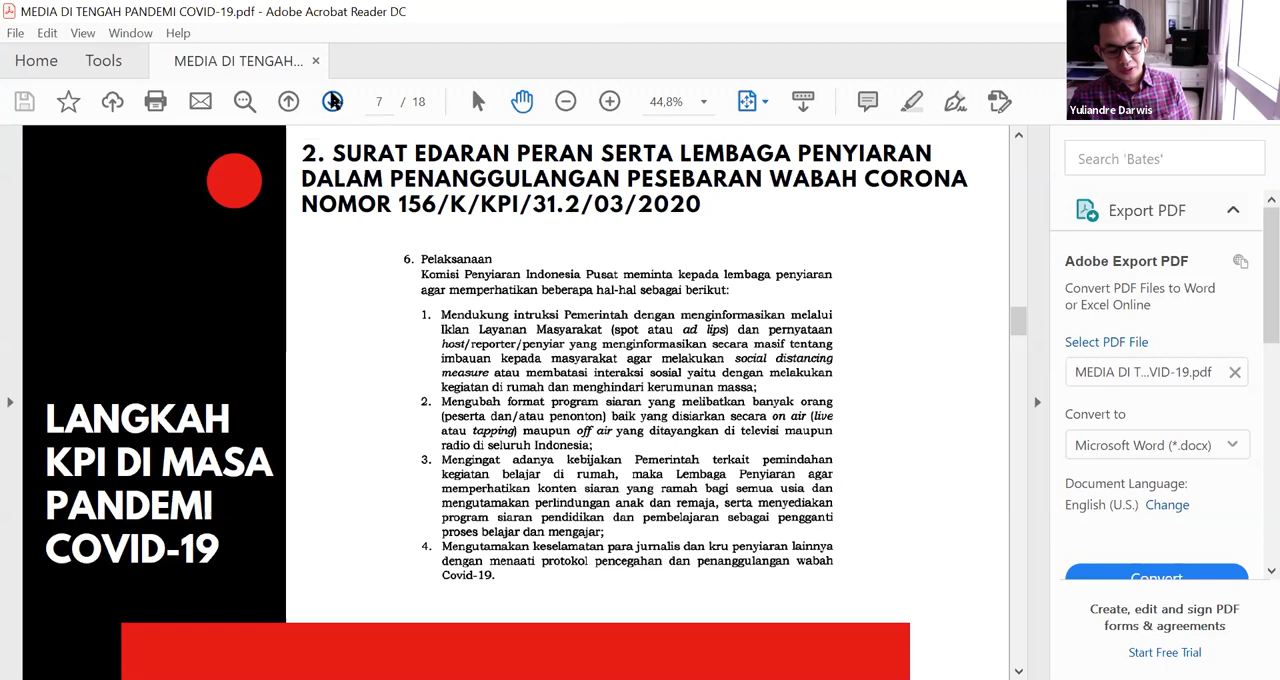 MEDIA DI TENGAH PANDEMI COVID-19.pdf - Adobe Acrobat Reader DC
File Edit View Window Help
Home Tools MEDIA DI TENGAH... ×
7 / 18 44,8%
Yuliandre Darwis
2. SURAT EDARAN PERAN SERTA LEMBAGA PENYIARAN
DALAM PENANGGULANGAN PESEBARAN WABAH CORONA
NOMOR 156/K/KPI/31.2/03/2020
LANGKAH
KPI DI MASA
PANDEMI
COVID-19
6. Pelaksanaan
Komisi Penyiaran Indonesia Pusat meminta kepada lembaga penyiaran
agar memperhatikan beberapa hal-hal sebagai berikut:
1. Mendukung intruksi Pemerintah dengan menginformasikan melalui
Iklan Layanan Masyarakat (spot atau ad lips) dan pernyataan
host/reporter/penyiar yang menginformasikan secara masif tentang
imbauan kepada masyarakat agar melakukan social distancing
measure atau membatasi interaksi sosial yaitu dengan melakukan
kegiatan di rumah dan menghindari kerumunan massa;
2. Mengubah format program siaran yang melibatkan banyak orang
(peserta dan/atau penonton) baik yang disiarkan secara on air (live
atau tapping) maupun off air yang ditayangkan di televisi maupun
radio di seluruh Indonesia;
3. Mengingat adanya kebijakan Pemerintah terkait pemindahan
kegiatan belajar di rumah, maka Lembaga Penyiaran agar
memperhatikan konten siaran yang ramah bagi semua usia dan
mengutamakan perlindungan anak dan remaja, serta menyediakan
program siaran pendidikan dan pembelajaran sebagai pengganti
proses belajar dan mengajar;
4. Mengutamakan keselamatan para jurnalis dan kru penyiaran lainnya
dengan menaati protokol pencegahan dan penanggulangan wabah
Covid-19.
Search 'Bates'
Export PDF
Adobe Export PDF
Convert PDF Files to Word
or Excel Online
Select PDF File
MEDIA DI T...VID-19.pdf
Convert to
Microsoft Word (*.docx)
Document Language:
English (U.S.) Change
Convert
Create, edit and sign PDF
forms & agreements
Start Free Trial